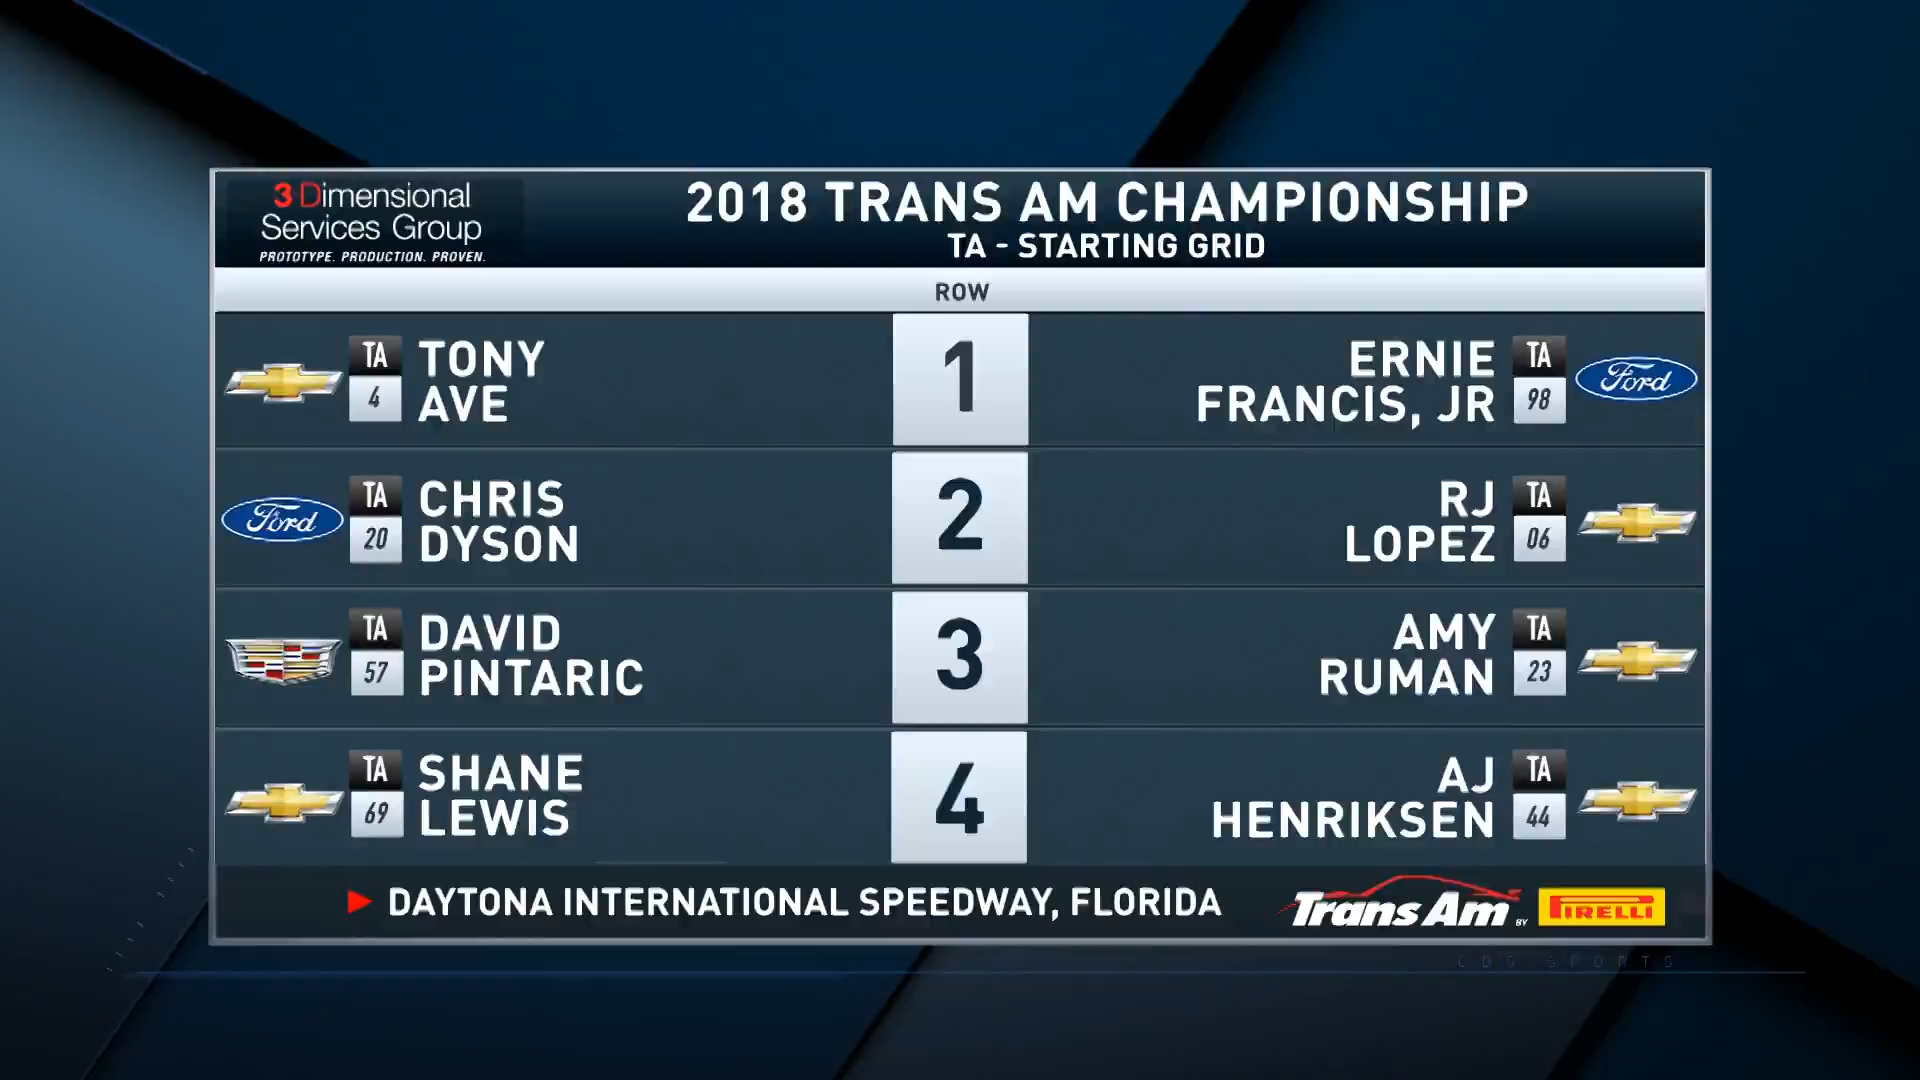 3 Dimensional
Services Group
PROTOTYPE. PRODUCTION. PROVEN.
2018 TRANS AM CHAMPIONSHIP
TA - STARTING GRID
ROW
TA
4
TONY
AVE
1
ERNIE
FRANCIS, JR
TA
98
Ford
Ford
TA
20
CHRIS
DYSON
2
RJ
LOPEZ
TA
06
TA
57
DAVID
PINTARIC
3
AMY
RUMAN
TA
23
TA
69
SHANE
LEWIS
4
AJ
HENRIKSEN
TA
44
DAYTONA INTERNATIONAL SPEEDWAY, FLORIDA
Trans Am BY PIRELLI
CBS SPORTS